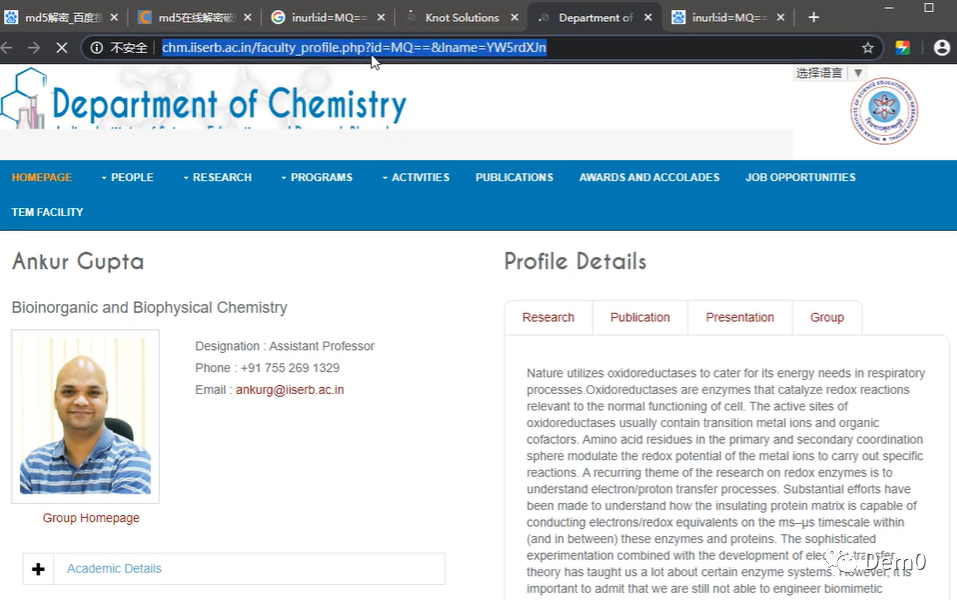 md5解密_百度搜
md5在线解密破
inurl:id=MQ==
Knot Solutions
Department of
inurl:id=MQ==
不安全
chm.iiserb.ac.in/faculty_profile.php?id=MQ==&lname=YW5rdXJn
选择语言 ▼
Department of Chemistry
HOMEPAGE
PEOPLE
RESEARCH
PROGRAMS
ACTIVITIES
PUBLICATIONS
AWARDS AND ACCOLADES
JOB OPPORTUNITIES
TEM FACILITY
Ankur Gupta
Bioinorganic and Biophysical Chemistry
Designation : Assistant Professor
Phone : +91 755 269 1329
Email : ankurg@iiserb.ac.in
Group Homepage
Academic Details
Profile Details
Research
Publication
Presentation
Group
Nature utilizes oxidoreductases to cater for its energy needs in respiratory
processes.Oxidoreductases are enzymes that catalyze redox reactions
relevant to the normal functioning of cell. The active sites of
oxidoreductases usually contain transition metal ions and organic
cofactors. Amino acid residues in the primary and secondary coordination
sphere modulate the redox potential of the metal ions to carry out specific
reactions. A recurring theme of the research on redox enzymes is to
understand electron/proton transfer processes. Substantial efforts have
been made to understand how the insulating protein matrix is capable of
conducting electrons/redox equivalents on the ms–μs timescale within
(and in between) these enzymes and proteins. The sophisticated
experimentation combined with the development of electron transfer
theory has taught us a lot about certain enzyme systems. However, it is
important to admit that we are still not able to engineer biomimetic
Dem0